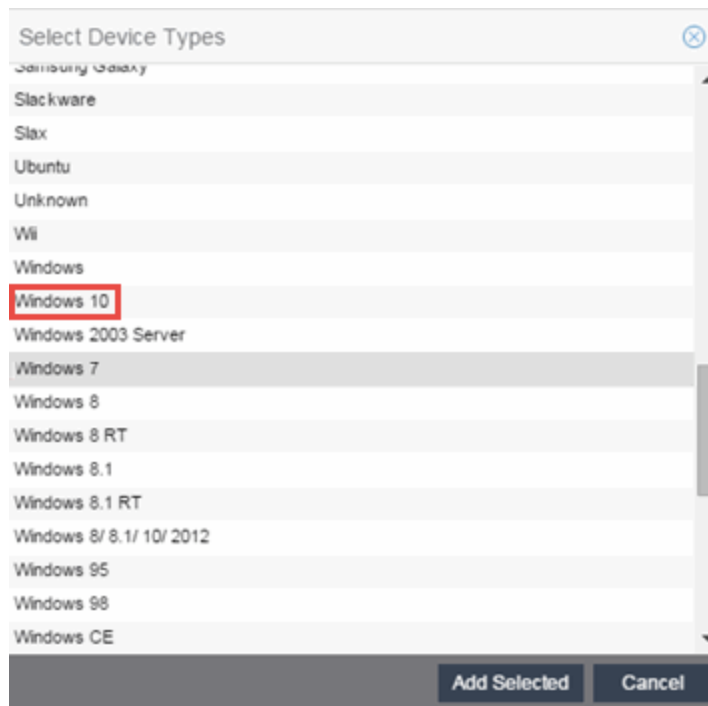 Select Device Types
Samsung Galaxy
Slackware
Slax
Ubuntu
Unknown
Wii
Windows
Windows 10
Windows 2003 Server
Windows 7
Windows 8
Windows 8 RT
Windows 8.1
Windows 8.1 RT
Windows 8/ 8.1/ 10/ 2012
Windows 95
Windows 98
Windows CE
Add Selected Cancel